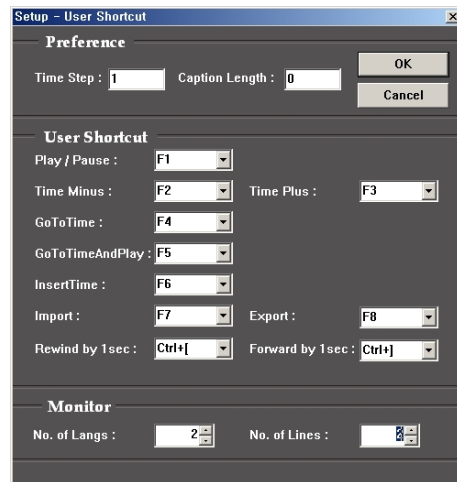 Setup - User Shortcut
Preference
Time Step : 1 Caption Length : 0
OK
Cancel
User Shortcut
Play / Pause : F1
Time Minus : F2 Time Plus : F3
GoToTime : F4
GoToTimeAndPlay : F5
InsertTime : F6
Import : F7 Export : F8
Rewind by 1sec : Ctrl+[ Forward by 1sec : Ctrl+]
Monitor
No. of Langs : 2 No. of Lines : 2